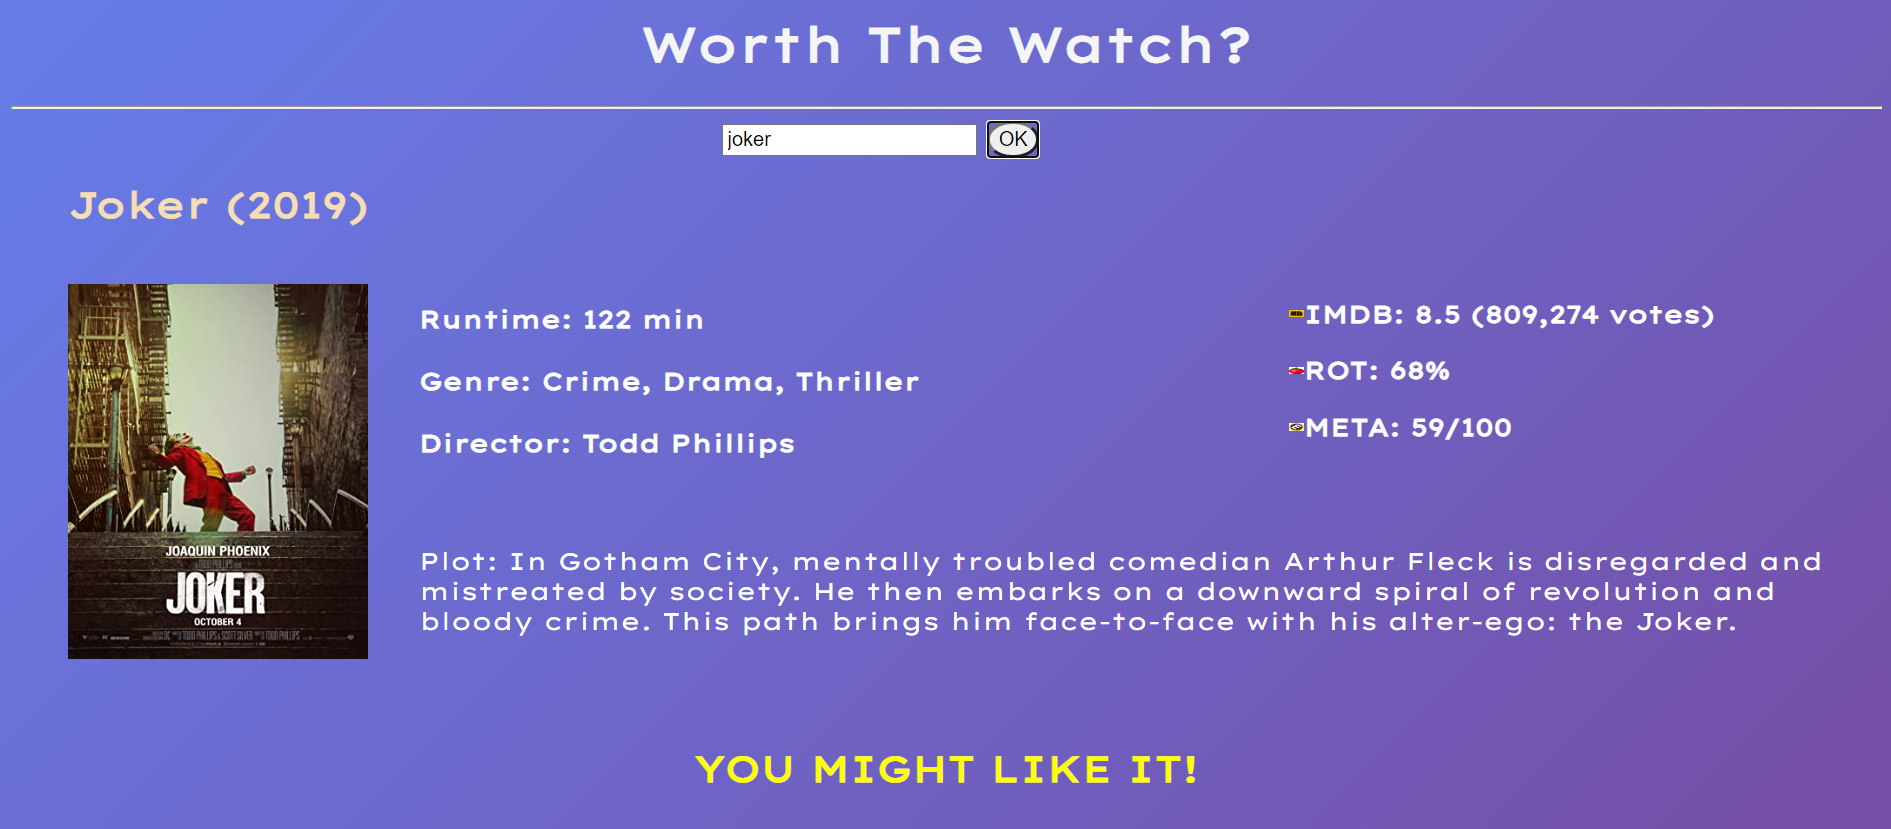 Worth The Watch?
joker
OK
Joker (2019)
JOAQUIN PHOENIX
JOKER
OCTOBER 4
Runtime: 122 min
Genre: Crime, Drama, Thriller
Director: Todd Phillips
IMDB: 8.5 (809,274 votes)
ROT: 68%
META: 59/100
Plot: In Gotham City, mentally troubled comedian Arthur Fleck is disregarded and
mistreated by society. He then embarks on a downward spiral of revolution and
bloody crime. This path brings him face-to-face with his alter-ego: the Joker.
YOU MIGHT LIKE IT!